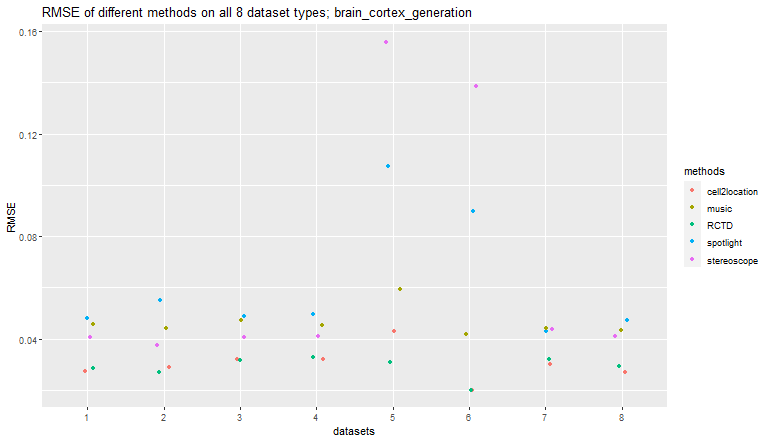 RMSE of different methods on all 8 dataset types; brain_cortex_generation
0.16
0.12
0.08
0.04
RMSE
1 2 3 4 5 6 7 8
datasets
methods
cell2location
music
RCTD
spotlight
stereoscope